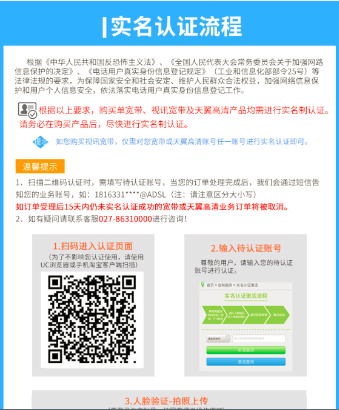 实名认证流程
根据《中华人民共和国反恐怖主义法》、《全国人民代表大会常务委员会关于加强网络
信息保护的决定》、《电话用户真实身份信息登记规定》（工业和信息化部部令25号）等
法律法规的要求，为保障国家安全和社会安定、维护人民群众合法权益，加强网络信息保
护和用户个人信息安全，依法落实电话用户真实身份信息登记工作。
根据以上要求，购买单宽带、视讯宽带及天翼高清产品均需进行实名制认证。
请务必在购买产品后，尽快进行实名制认证。
如您购买视讯宽带，仅需对您宽带或天翼高清账号任一账号进行实名认证即可。
温馨提示
1、扫描二维码认证时，需填写待认证账号，当您的订单处理完成后，我们会通过短信告
知您的业务账号，如：1816331****@ADSL（注：请注意区分大小写）
如订单受理后15天内仍未实名认证成功的宽带或天翼高清业务订单将被取消。
2、如有疑问请联系客服027-86310000进行咨询！
1.扫码进入认证页面
（为了不影响您认证使用，请使用
UC浏览器或手机淘宝客户端扫描）
2.输入待认证账号
尊敬的用户，请输入您的待认证
账号进行认证。
3.人脸验证-拍照上传